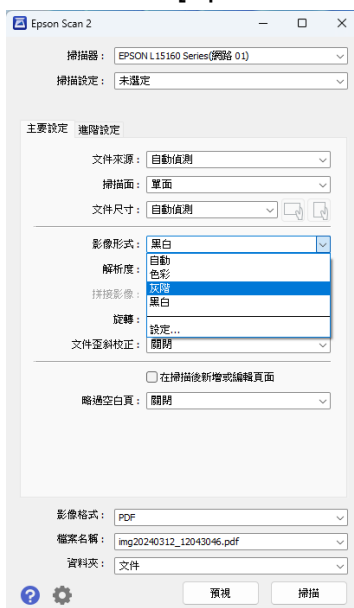 Epson Scan 2
掃描器： EPSON L15160 Series(網路 01)
掃描設定： 未選定
主要設定 進階設定
文件來源： 自動偵測
掃描面： 單面
文件尺寸： 自動偵測
影像形式： 黑白
自動
色彩
解析度： 灰階
拼接影像： 黑白
旋轉： 設定...
文件歪斜校正： 關閉
在掃描後新增或編輯頁面
略過空白頁： 關閉
影像格式： PDF
檔案名稱： img20240312_12043046.pdf
資料夾： 文件
預視 掃描